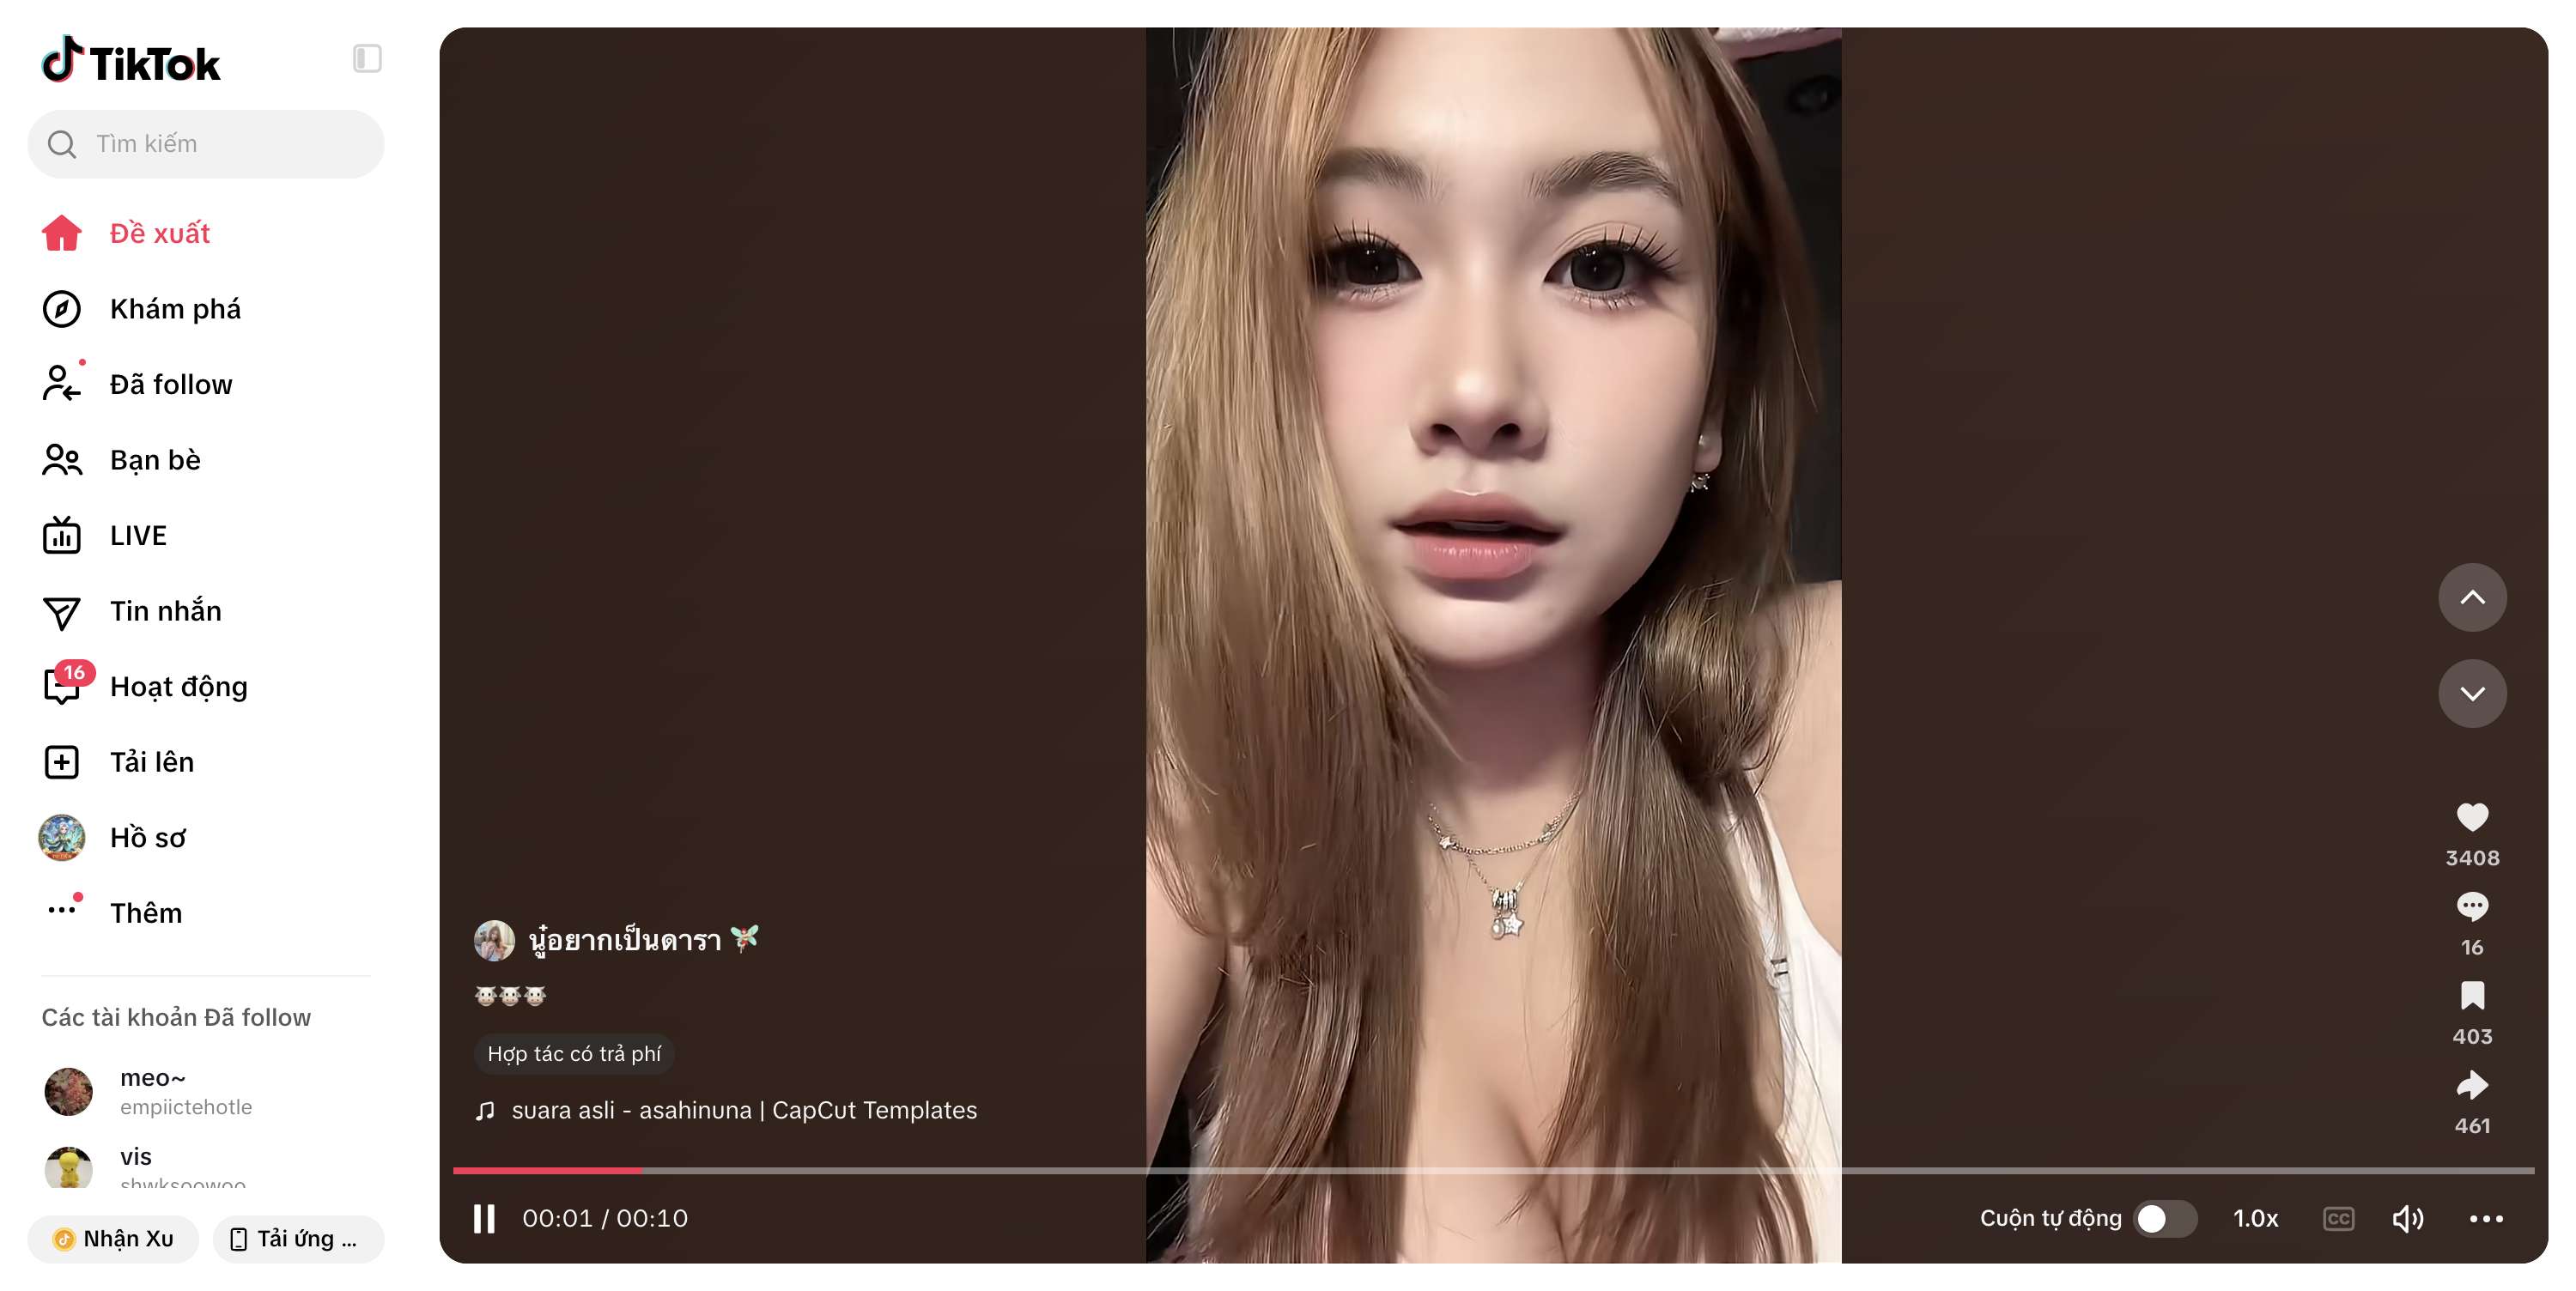 TikTok
Tìm kiếm
Đề xuất
Khám phá
Đã follow
Bạn bè
LIVE
Tin nhắn
16
Hoạt động
Tải lên
Hồ sơ
Thêm
Các tài khoản Đã follow
meo~
empiictehotle
vis
shwksoowoo
Nhận Xu
Tải ứng ...
นู๋อยากเป็นดารา 🧚
🐮🐮🐮
Hợp tác có trả phí
suara asli - asahinuna | CapCut Templates
00:01 / 00:10
3408
16
403
461
Cuộn tự động
1.0x
CC